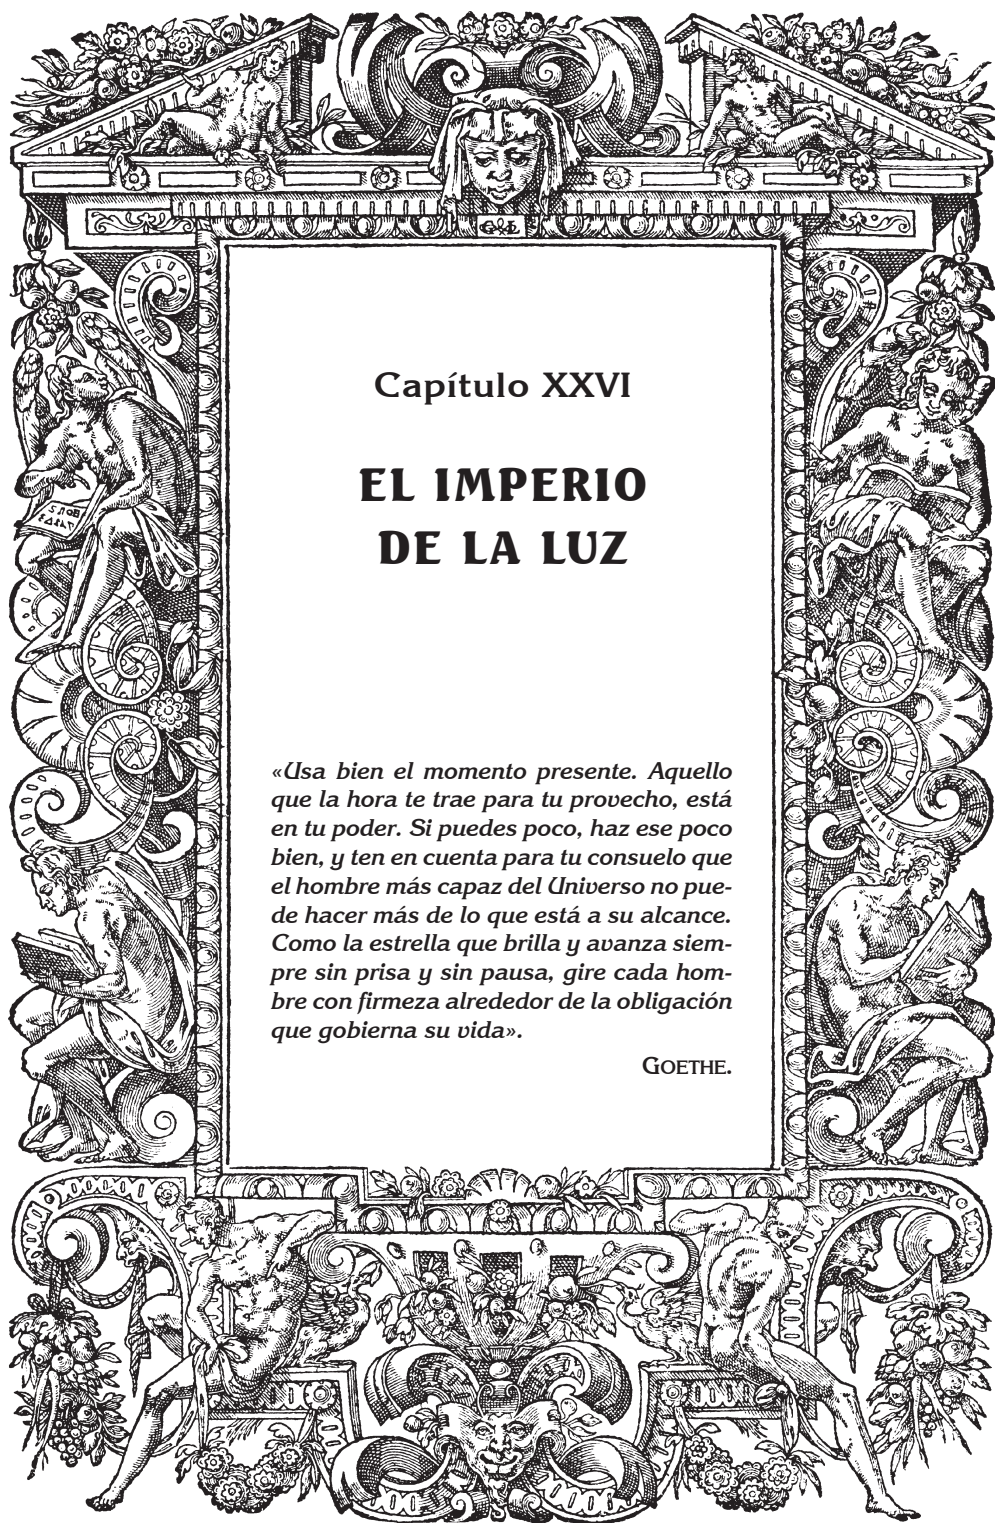 Capítulo XXVI
EL IMPERIO
DE LA LUZ
«Usa bien el momento presente. Aquello
que la hora te trae para tu provecho, está
en tu poder. Si puedes poco, haz ese poco
bien, y ten en cuenta para tu consuelo que
el hombre más capaz del Universo no pue-
de hacer más de lo que está a su alcance.
Como la estrella que brilla y avanza siem-
pre sin prisa y sin pausa, gire cada hom-
bre con firmeza alrededor de la obligación
que gobierna su vida».
GOETHE.